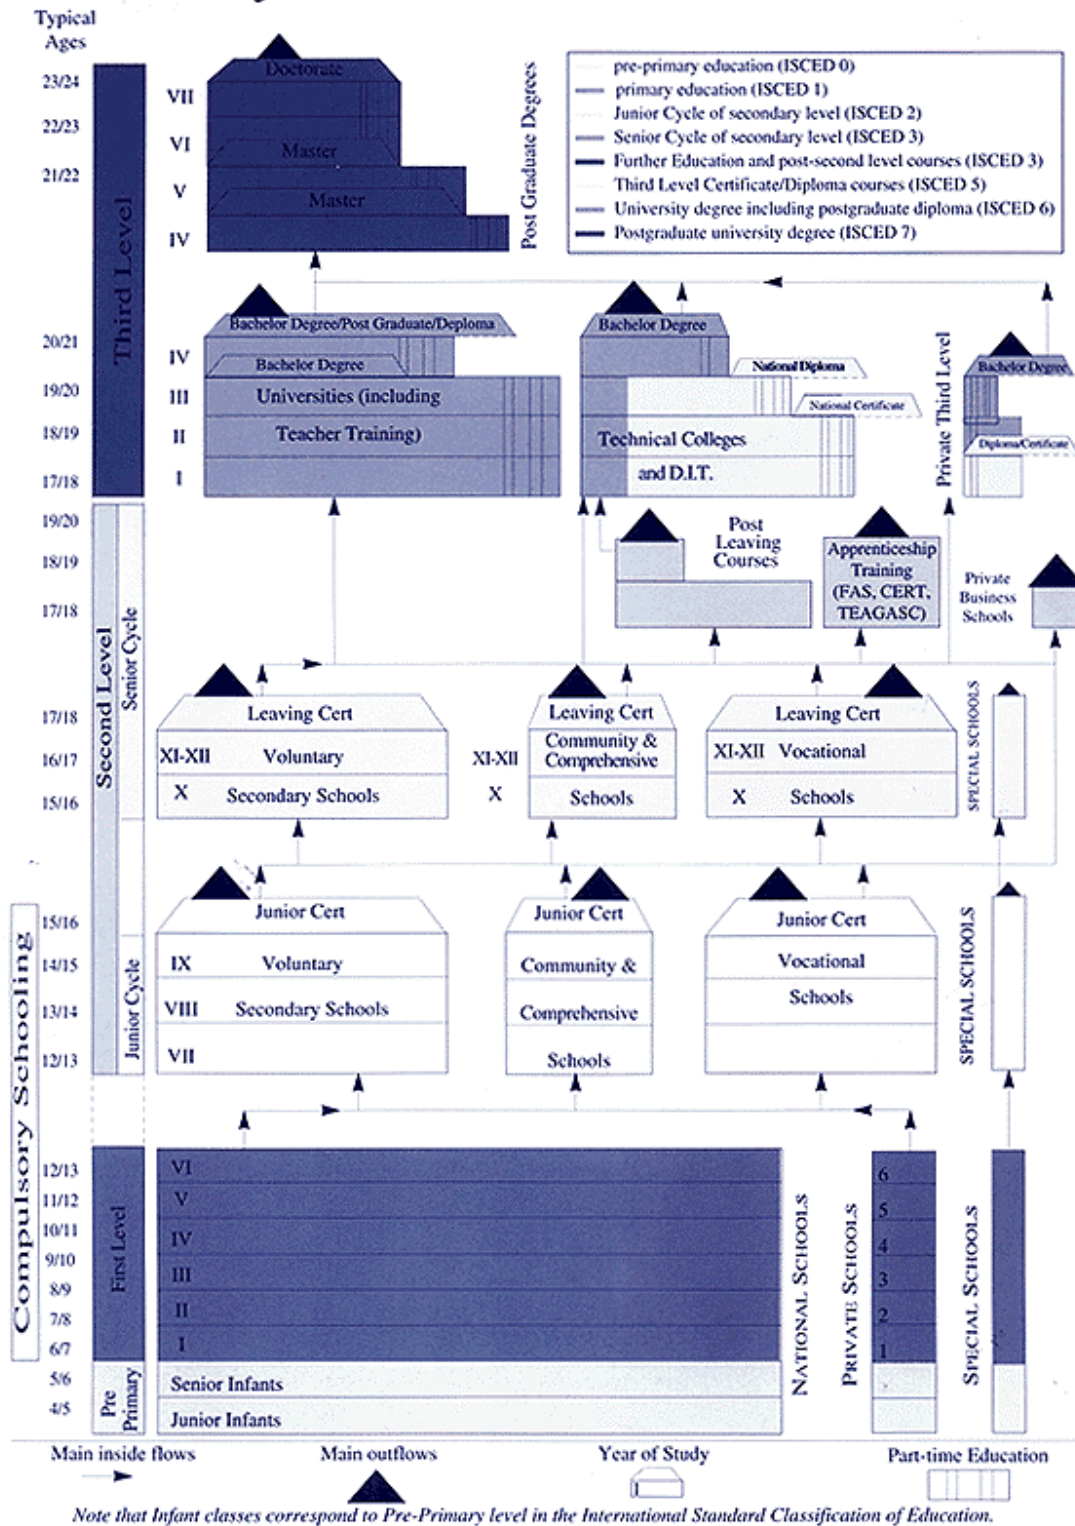 Typical
Ages
23/24
22/23
21/22
Third Level
VII
VI
V
IV
Doctorate
Master
Master
Post Graduate Degrees
pre-primary education (ISCED 0)
primary education (ISCED 1)
Junior Cycle of secondary level (ISCED 2)
Senior Cycle of secondary level (ISCED 3)
Further Education and post-second level courses (ISCED 3)
Third Level Certificate/Diploma courses (ISCED 5)
University degree including postgraduate diploma (ISCED 6)
Postgraduate university degree (ISCED 7)
20/21
19/20
18/19
17/18
IV
III
II
I
Bachelor Degree/Post Graduate/Deploma
Bachelor Degree
Universities (including
Teacher Training)
Bachelor Degree
National Diploma
National Certificate
Technical Colleges
and D.I.T.
Private Third Level
Bachelor Degree
Diploma/Certificate
19/20
18/19
17/18
Second Level
Senior Cycle
Post
Leaving
Courses
Apprenticeship
Training
(FAS, CERT,
TEAGASC)
Private
Business
Schools
17/18
16/17
15/16
Leaving Cert
XI-XII Voluntary
X Secondary Schools
Leaving Cert
XI-XII Community &
Comprehensive
X Schools
Leaving Cert
XI-XII Vocational
X Schools
SPECIAL SCHOOLS
Compulsory Schooling
15/16
14/15
13/14
12/13
Junior Cycle
Junior Cert
IX Voluntary
VIII Secondary Schools
VII
Junior Cert
Community &
Comprehensive
Schools
Junior Cert
Vocational
Schools
SPECIAL SCHOOLS
12/13
11/12
10/11
9/10
8/9
7/8
6/7
5/6
4/5
First Level
Pre
Primary
VI
V
IV
III
II
I
Senior Infants
Junior Infants
NATIONAL SCHOOLS
PRIVATE SCHOOLS
6
5
4
3
2
1
SPECIAL SCHOOLS
Main inside flows
Main outflows
Year of Study
I
Part-time Education
Note that Infant classes correspond to Pre-Primary level in the International Standard Classification of Education.